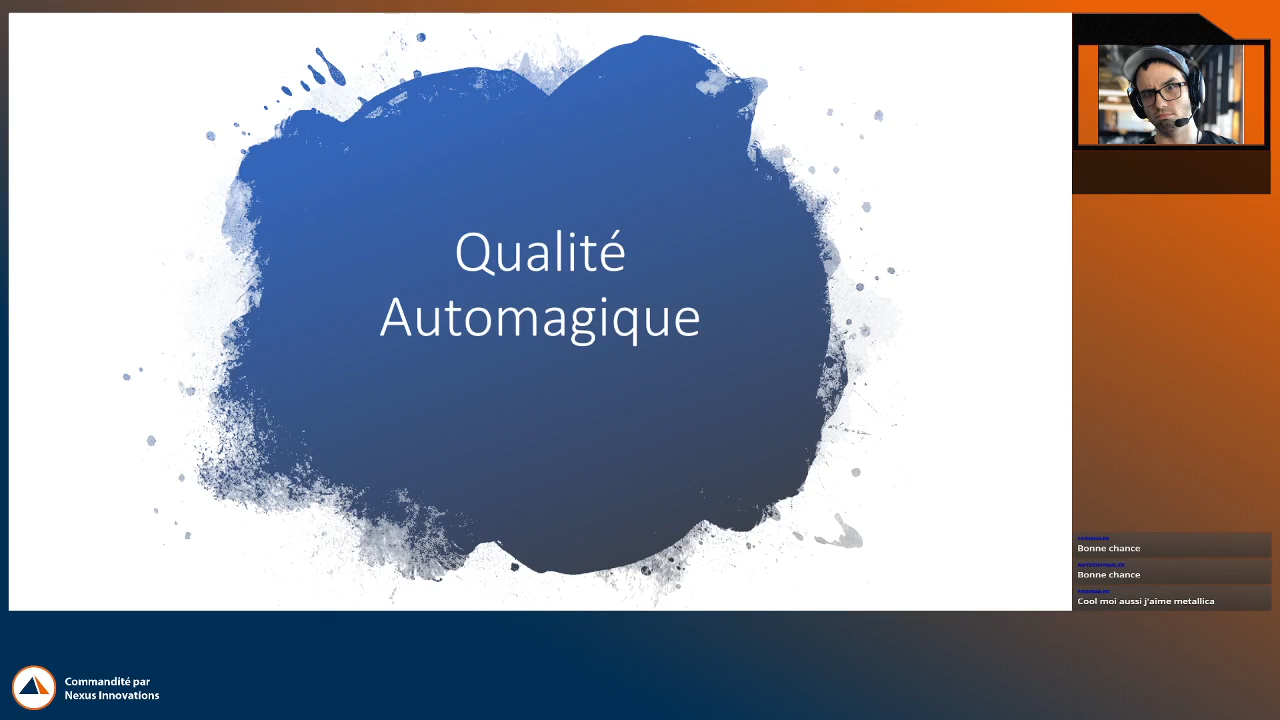 Qualité
Automagique
Bonne chance
Bonne chance
Cool moi aussi j'aime metallica
Commandité par
Nexus Innovations